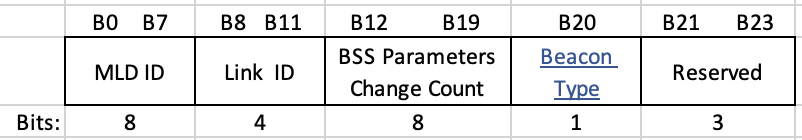 B0 B7 B8 B11 B12 B19 B20 B21 B23
MLD ID Link ID BSS Parameters Change Count Beacon Type Reserved
Bits: 8 4 8 1 3